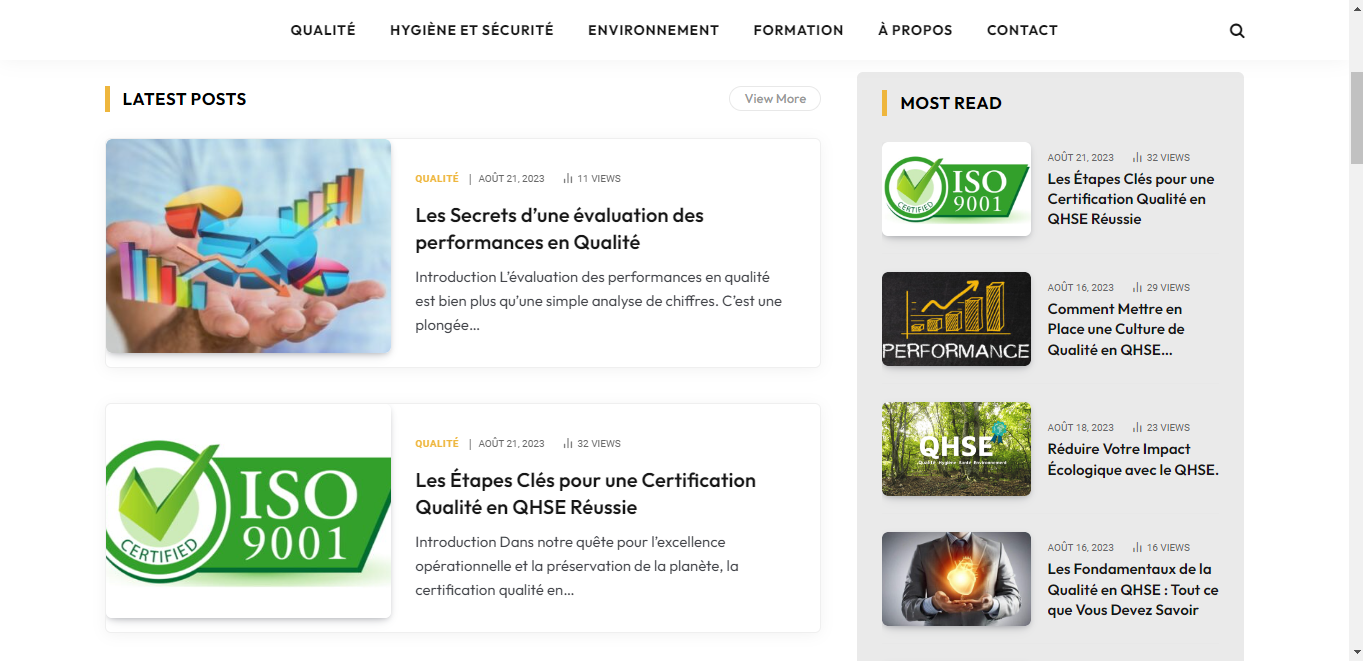 QUALITÉ HYGIÈNE ET SÉCURITÉ ENVIRONNEMENT FORMATION À PROPOS CONTACT
LATEST POSTS
View More
QUALITÉ | AOÛT 21, 2023 11 VIEWS
Les Secrets d’une évaluation des
performances en Qualité
Introduction L’évaluation des performances en qualité
est bien plus qu’une simple analyse de chiffres. C’est une
plongée…
ISO
9001
CERTIFIED
QUALITÉ | AOÛT 21, 2023 32 VIEWS
Les Étapes Clés pour une Certification
Qualité en QHSE Réussie
Introduction Dans notre quête pour l’excellence
opérationnelle et la préservation de la planète, la
certification qualité en…
MOST READ
ISO
9001
CERTIFIED
AOÛT 21, 2023 32 VIEWS
Les Étapes Clés pour une
Certification Qualité en
QHSE Réussie
PERFORMANCE
AOÛT 16, 2023 29 VIEWS
Comment Mettre en
Place une Culture de
Qualité en QHSE…
QHSE
Qualité Hygiène Santé Environnement
AOÛT 18, 2023 23 VIEWS
Réduire Votre Impact
Écologique avec le QHSE.
AOÛT 16, 2023 16 VIEWS
Les Fondamentaux de la
Qualité en QHSE : Tout ce
que Vous Devez Savoir